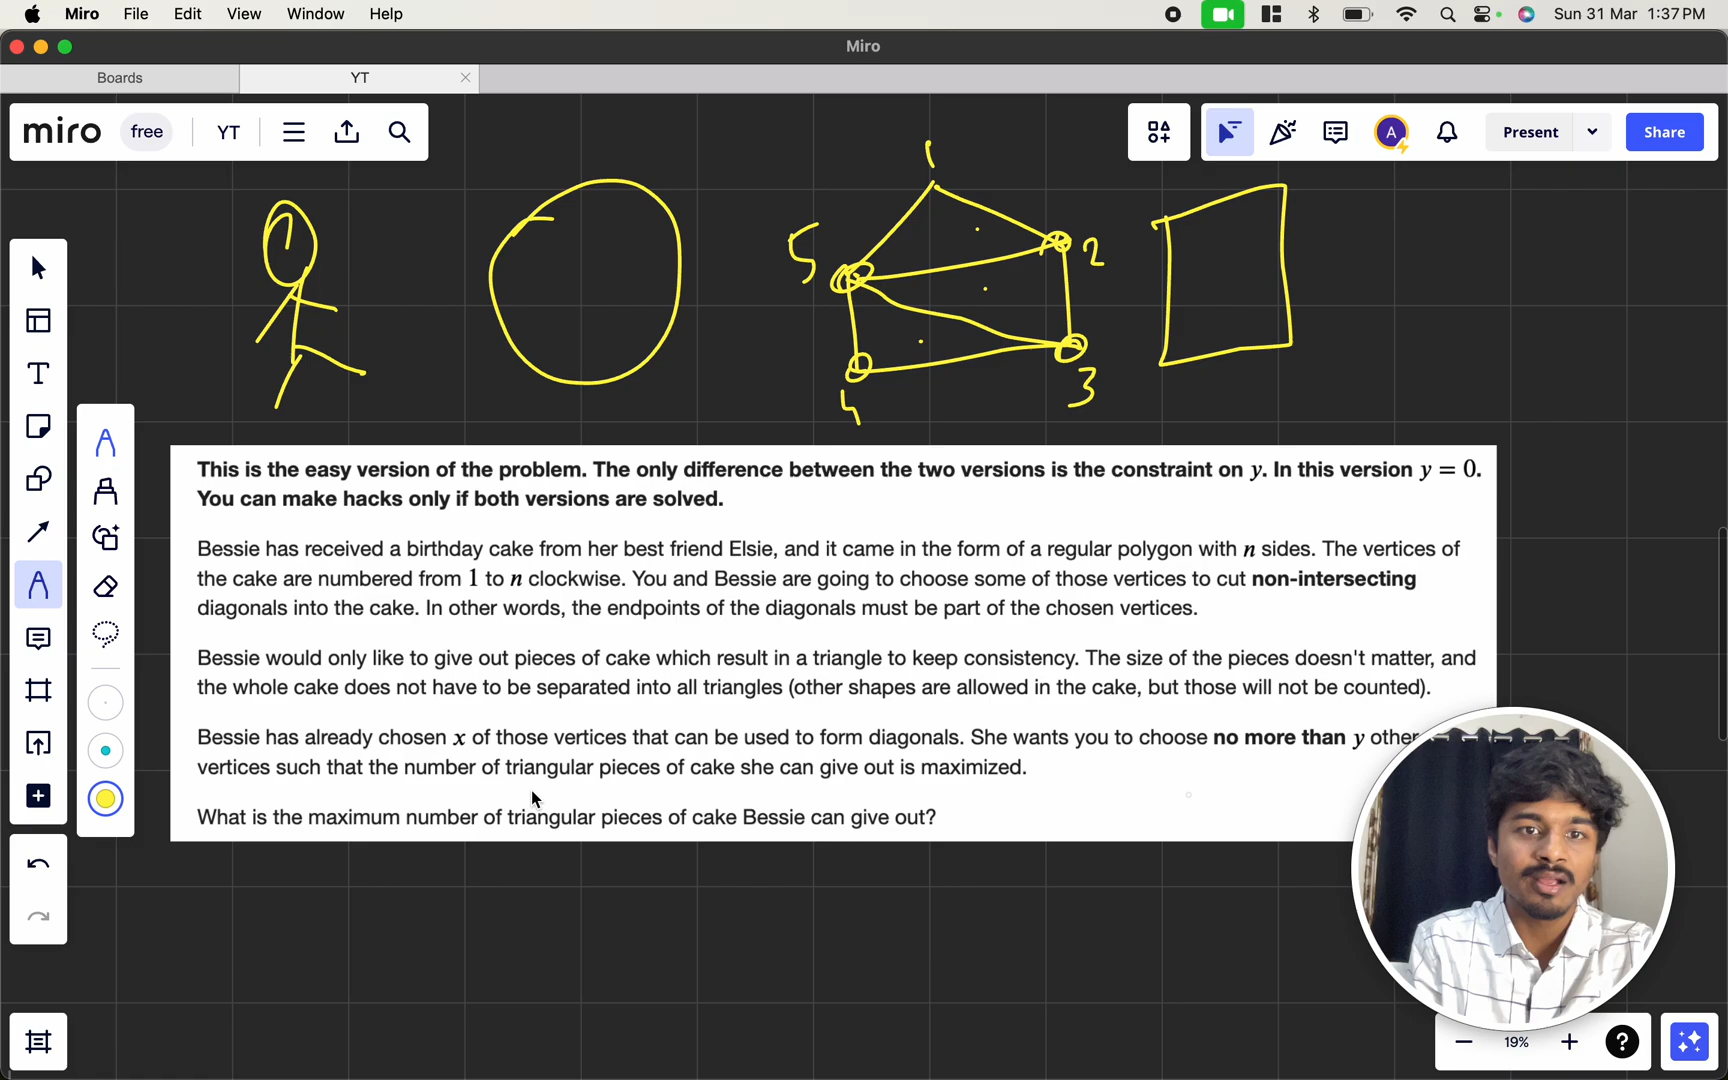 Miro File Edit View Window Help Sun 31 Mar 1:37 PM
Miro
Boards YT
miro free YT A Present Share
1
5 2
3
4
This is the easy version of the problem. The only difference between the two versions is the constraint on y. In this version y = 0.
You can make hacks only if both versions are solved.
Bessie has received a birthday cake from her best friend Elsie, and it came in the form of a regular polygon with n sides. The vertices of
the cake are numbered from 1 to n clockwise. You and Bessie are going to choose some of those vertices to cut non-intersecting
diagonals into the cake. In other words, the endpoints of the diagonals must be part of the chosen vertices.
Bessie would only like to give out pieces of cake which result in a triangle to keep consistency. The size of the pieces doesn't matter, and
the whole cake does not have to be separated into all triangles (other shapes are allowed in the cake, but those will not be counted).
Bessie has already chosen x of those vertices that can be used to form diagonals. She wants you to choose no more than y other
vertices such that the number of triangular pieces of cake she can give out is maximized.
What is the maximum number of triangular pieces of cake Bessie can give out?
19%